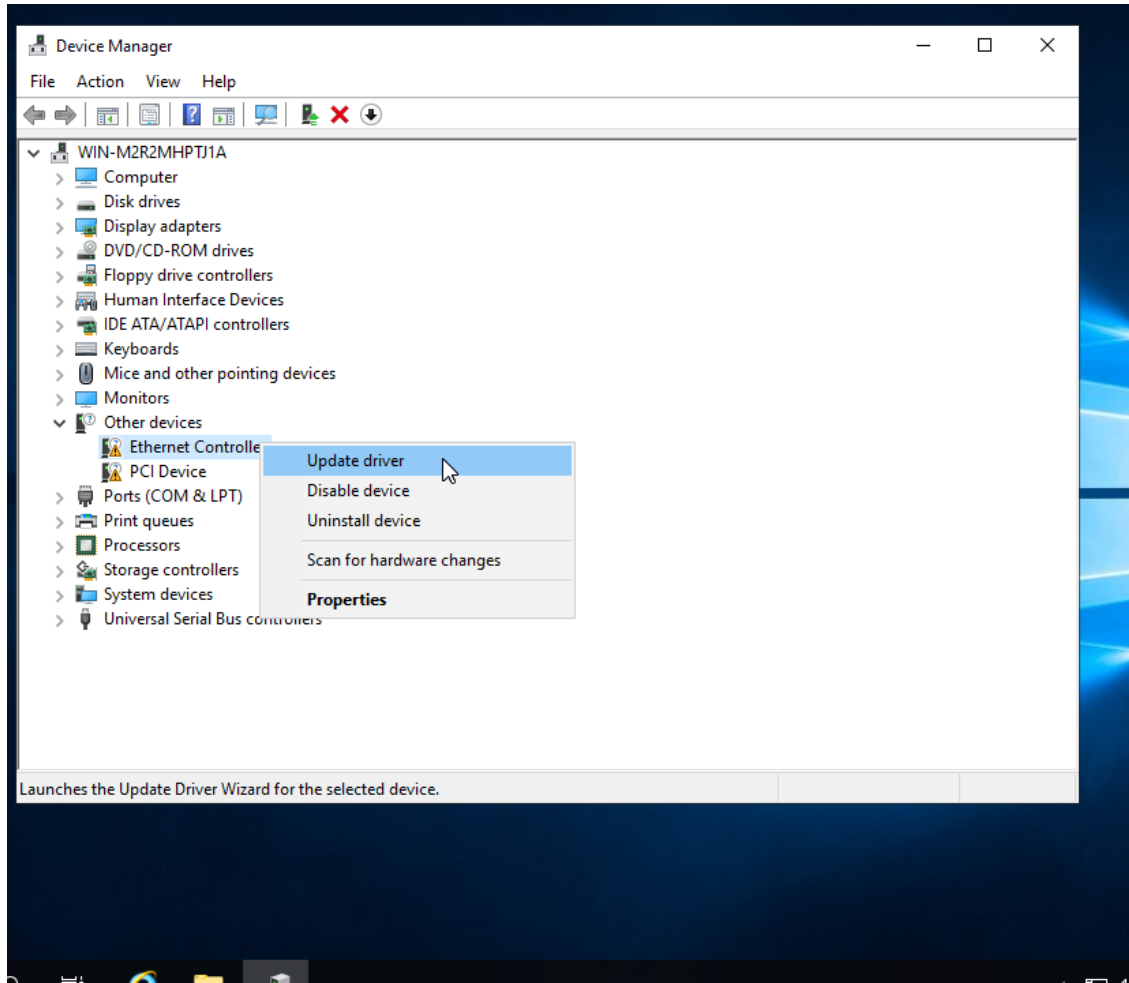 Device Manager
File Action View Help
WIN-M2R2MHPTJ1A
Computer
Disk drives
Display adapters
DVD/CD-ROM drives
Floppy drive controllers
Human Interface Devices
IDE ATA/ATAPI controllers
Keyboards
Mice and other pointing devices
Monitors
Other devices
Ethernet Controlle
PCI Device
Ports (COM & LPT)
Print queues
Processors
Storage controllers
System devices
Universal Serial Bus controllers
Update driver
Disable device
Uninstall device
Scan for hardware changes
Properties
Launches the Update Driver Wizard for the selected device.